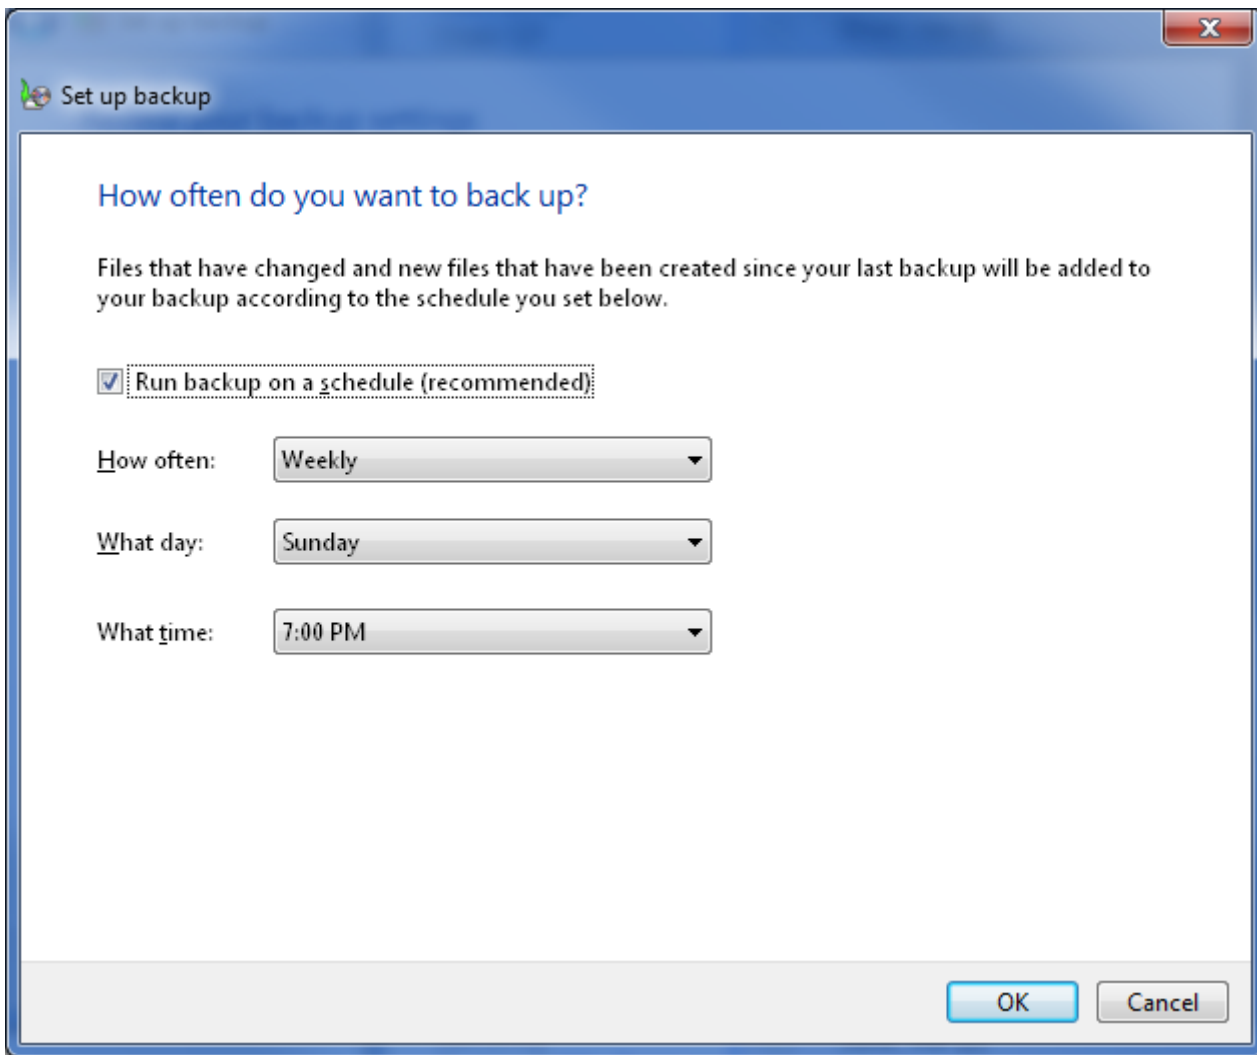 Set up backup
How often do you want to back up?
Files that have changed and new files that have been created since your last backup will be added to
your backup according to the schedule you set below.
Run backup on a schedule (recommended)
How often: Weekly
What day: Sunday
What time: 7:00 PM
OK Cancel